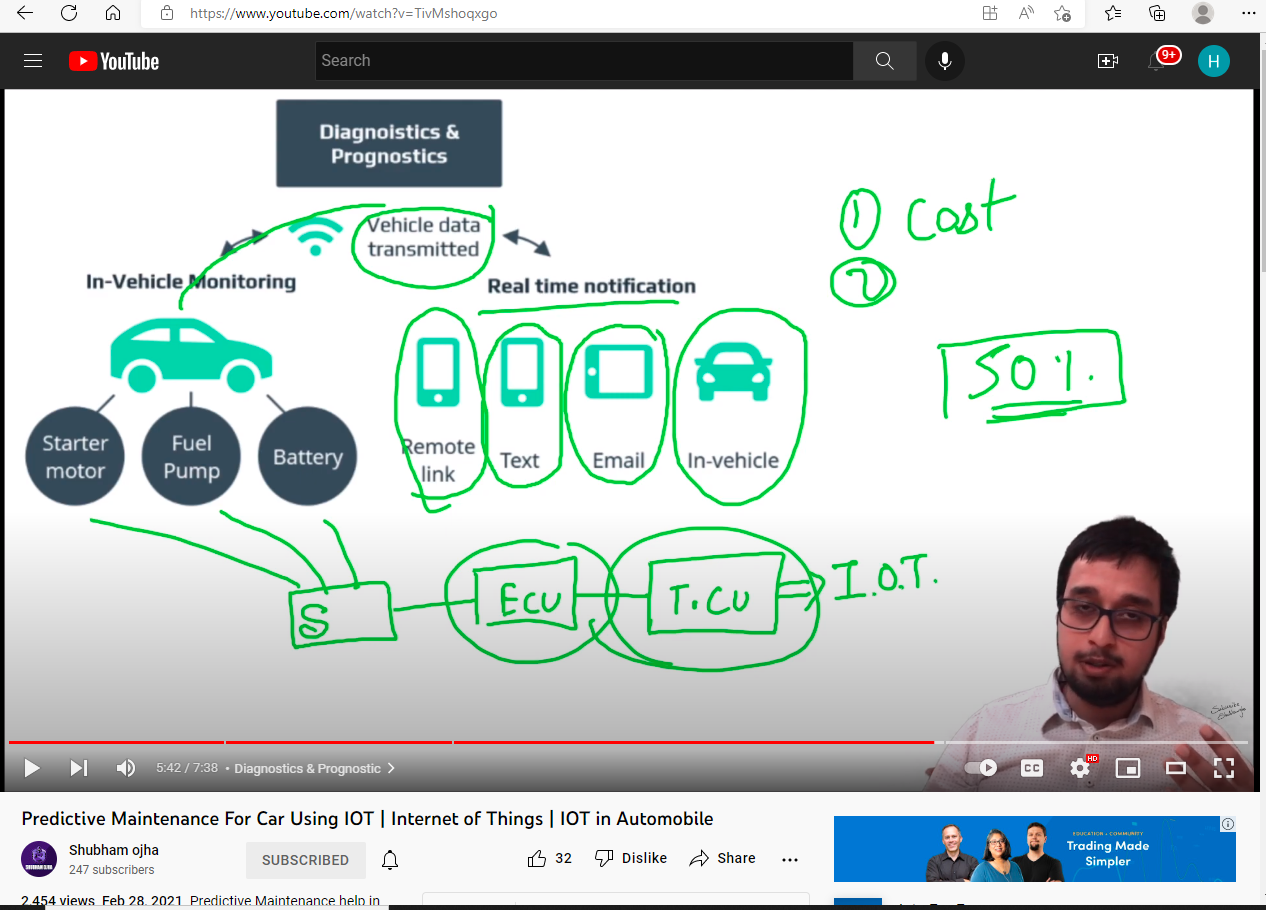 https://www.youtube.com/watch?v=TivMshoqxgo
YouTube
Search
9+
H
Diagnoistics &
Prognostics
Vehicle data
transmitted
In-Vehicle Monitoring
Real time notification
Starter
motor
Fuel
Pump
Battery
Remote
link
Text
Email
In-vehicle
① Cost
②
50%.
S
ECU
T.CU
I.O.T.
5:42 / 7:38 • Diagnostics & Prognostic
CC
HD
Predictive Maintenance For Car Using IOT | Internet of Things | IOT in Automobile
Shubham ojha
247 subscribers
SUBSCRIBED
32
Dislike
Share
2,454 views Feb 28, 2021 Predictive Maintenance help in
EDUCATION + COMMUNITY
Trading Made
Simpler